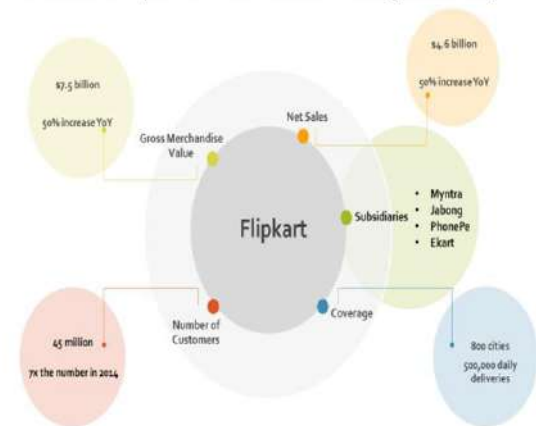 $7.5 billion
50% increase YoY
$4.6 billion
50% increase YoY
Gross Merchandise
Value
Net Sales
Flipkart
Subsidiaries
• Myntra
• Jabong
• PhonePe
• Ekart
Number of
Customers
Coverage
45 million
7x the number in 2014
800 cities
500,000 daily
deliveries